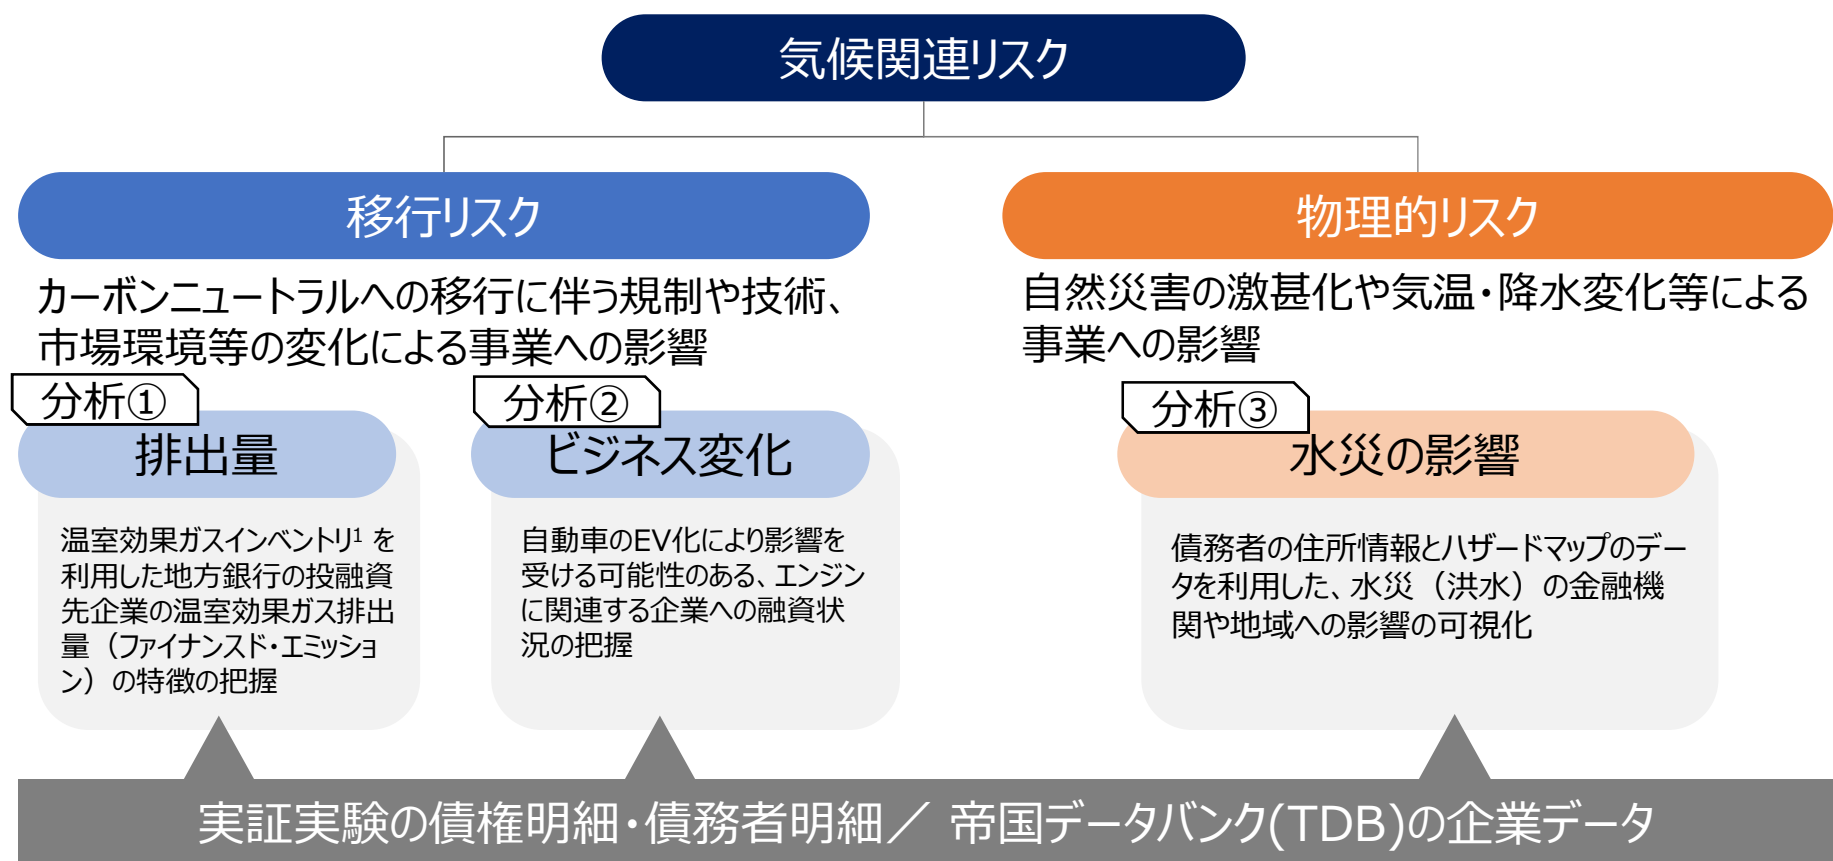 気候関連リスク
移行リスク
カーボンニュートラルへの移行に伴う規制や技術、
市場環境等の変化による事業への影響
分析①
排出量
温室効果ガスインベントリ1 を
利用した地方銀行の投融資
先企業の温室効果ガス排出
量（ファイナンスド・エミッショ
ン）の特徴の把握
分析②
ビジネス変化
自動車のEV化により影響を
受ける可能性のある、エンジン
に関連する企業への融資状
況の把握
物理的リスク
自然災害の激甚化や気温・降水変化等による
事業への影響
分析③
水災の影響
債務者の住所情報とハザードマップのデー
タを利用した、水災（洪水）の金融機
関や地域への影響の可視化
実証実験の債権明細・債務者明細／ 帝国データバンク(TDB)の企業データ